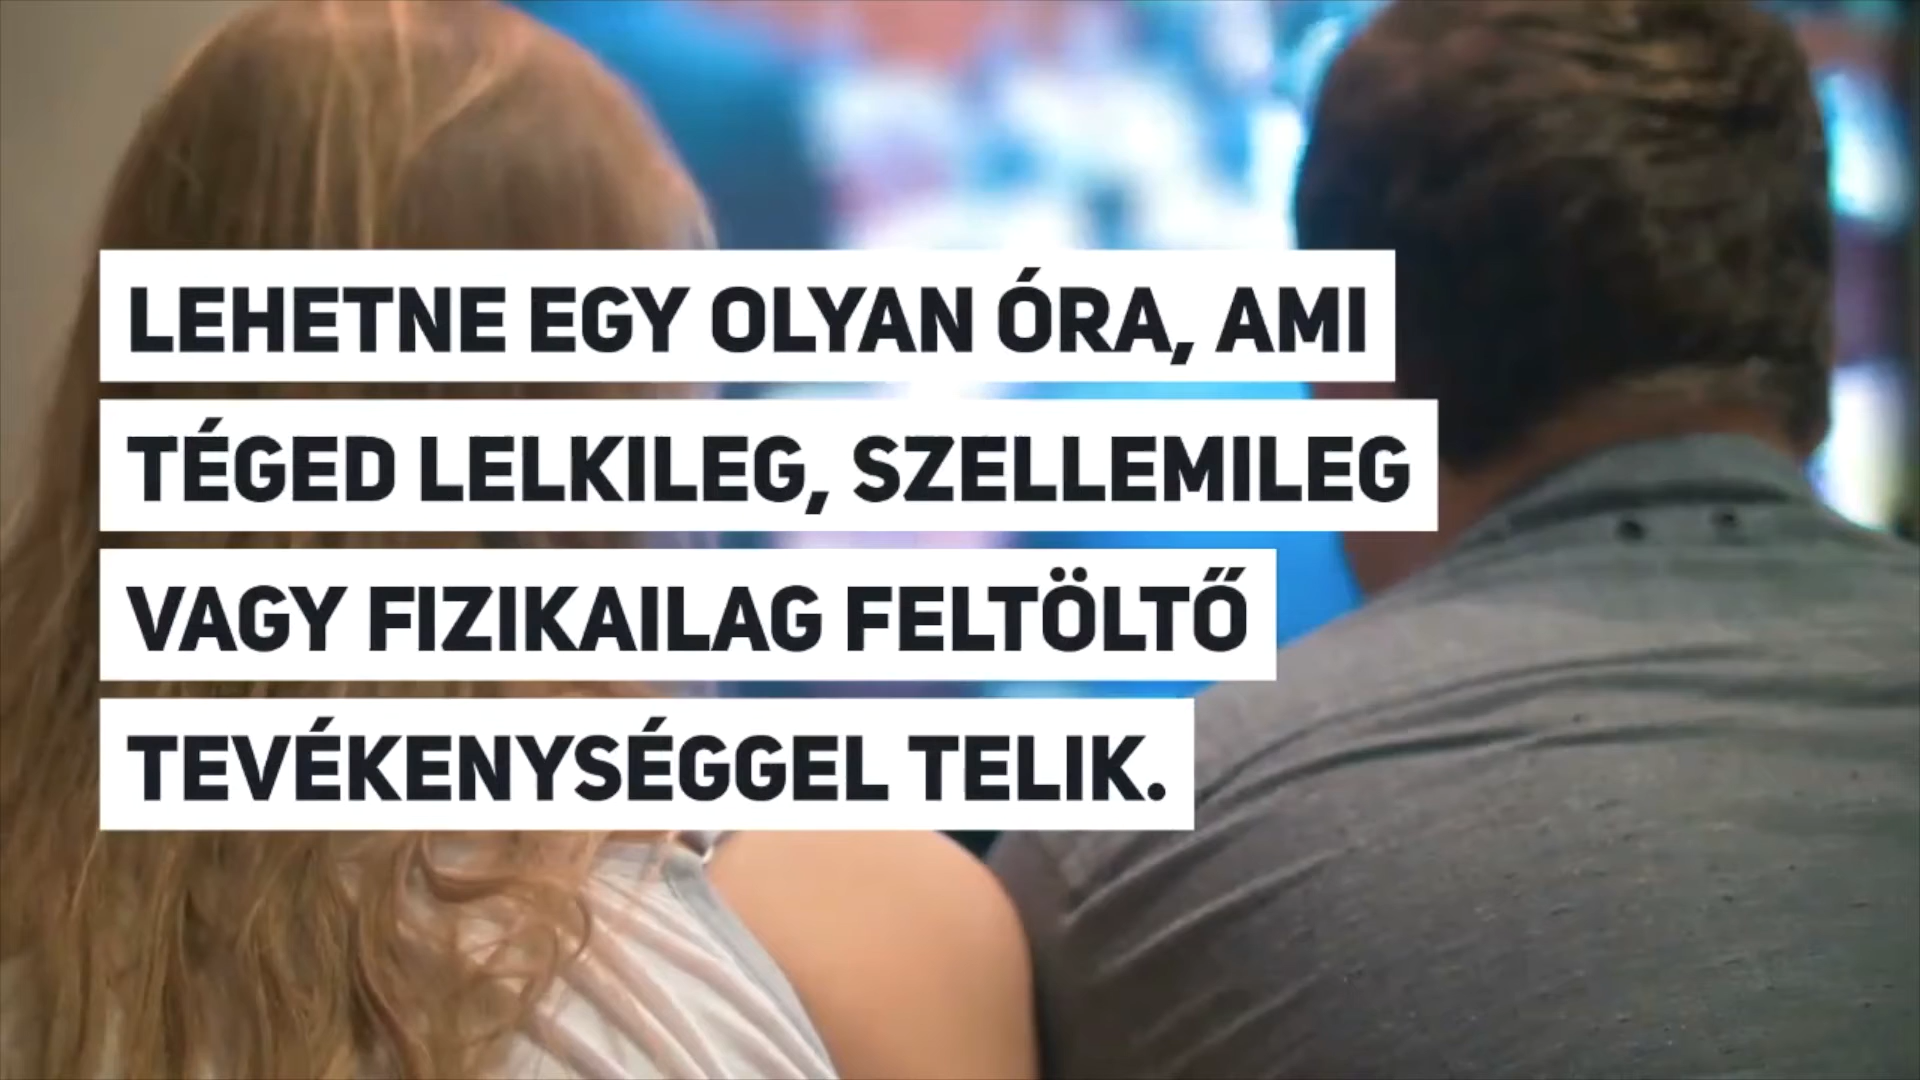 LEHETNE EGY OLYAN ÓRA, AMI
TÉGED LELKILEG, SZELLEMILEG
VAGY FIZIKAILAG FELTÖLTŐ
TEVÉKENYSÉGGEL TELIK.